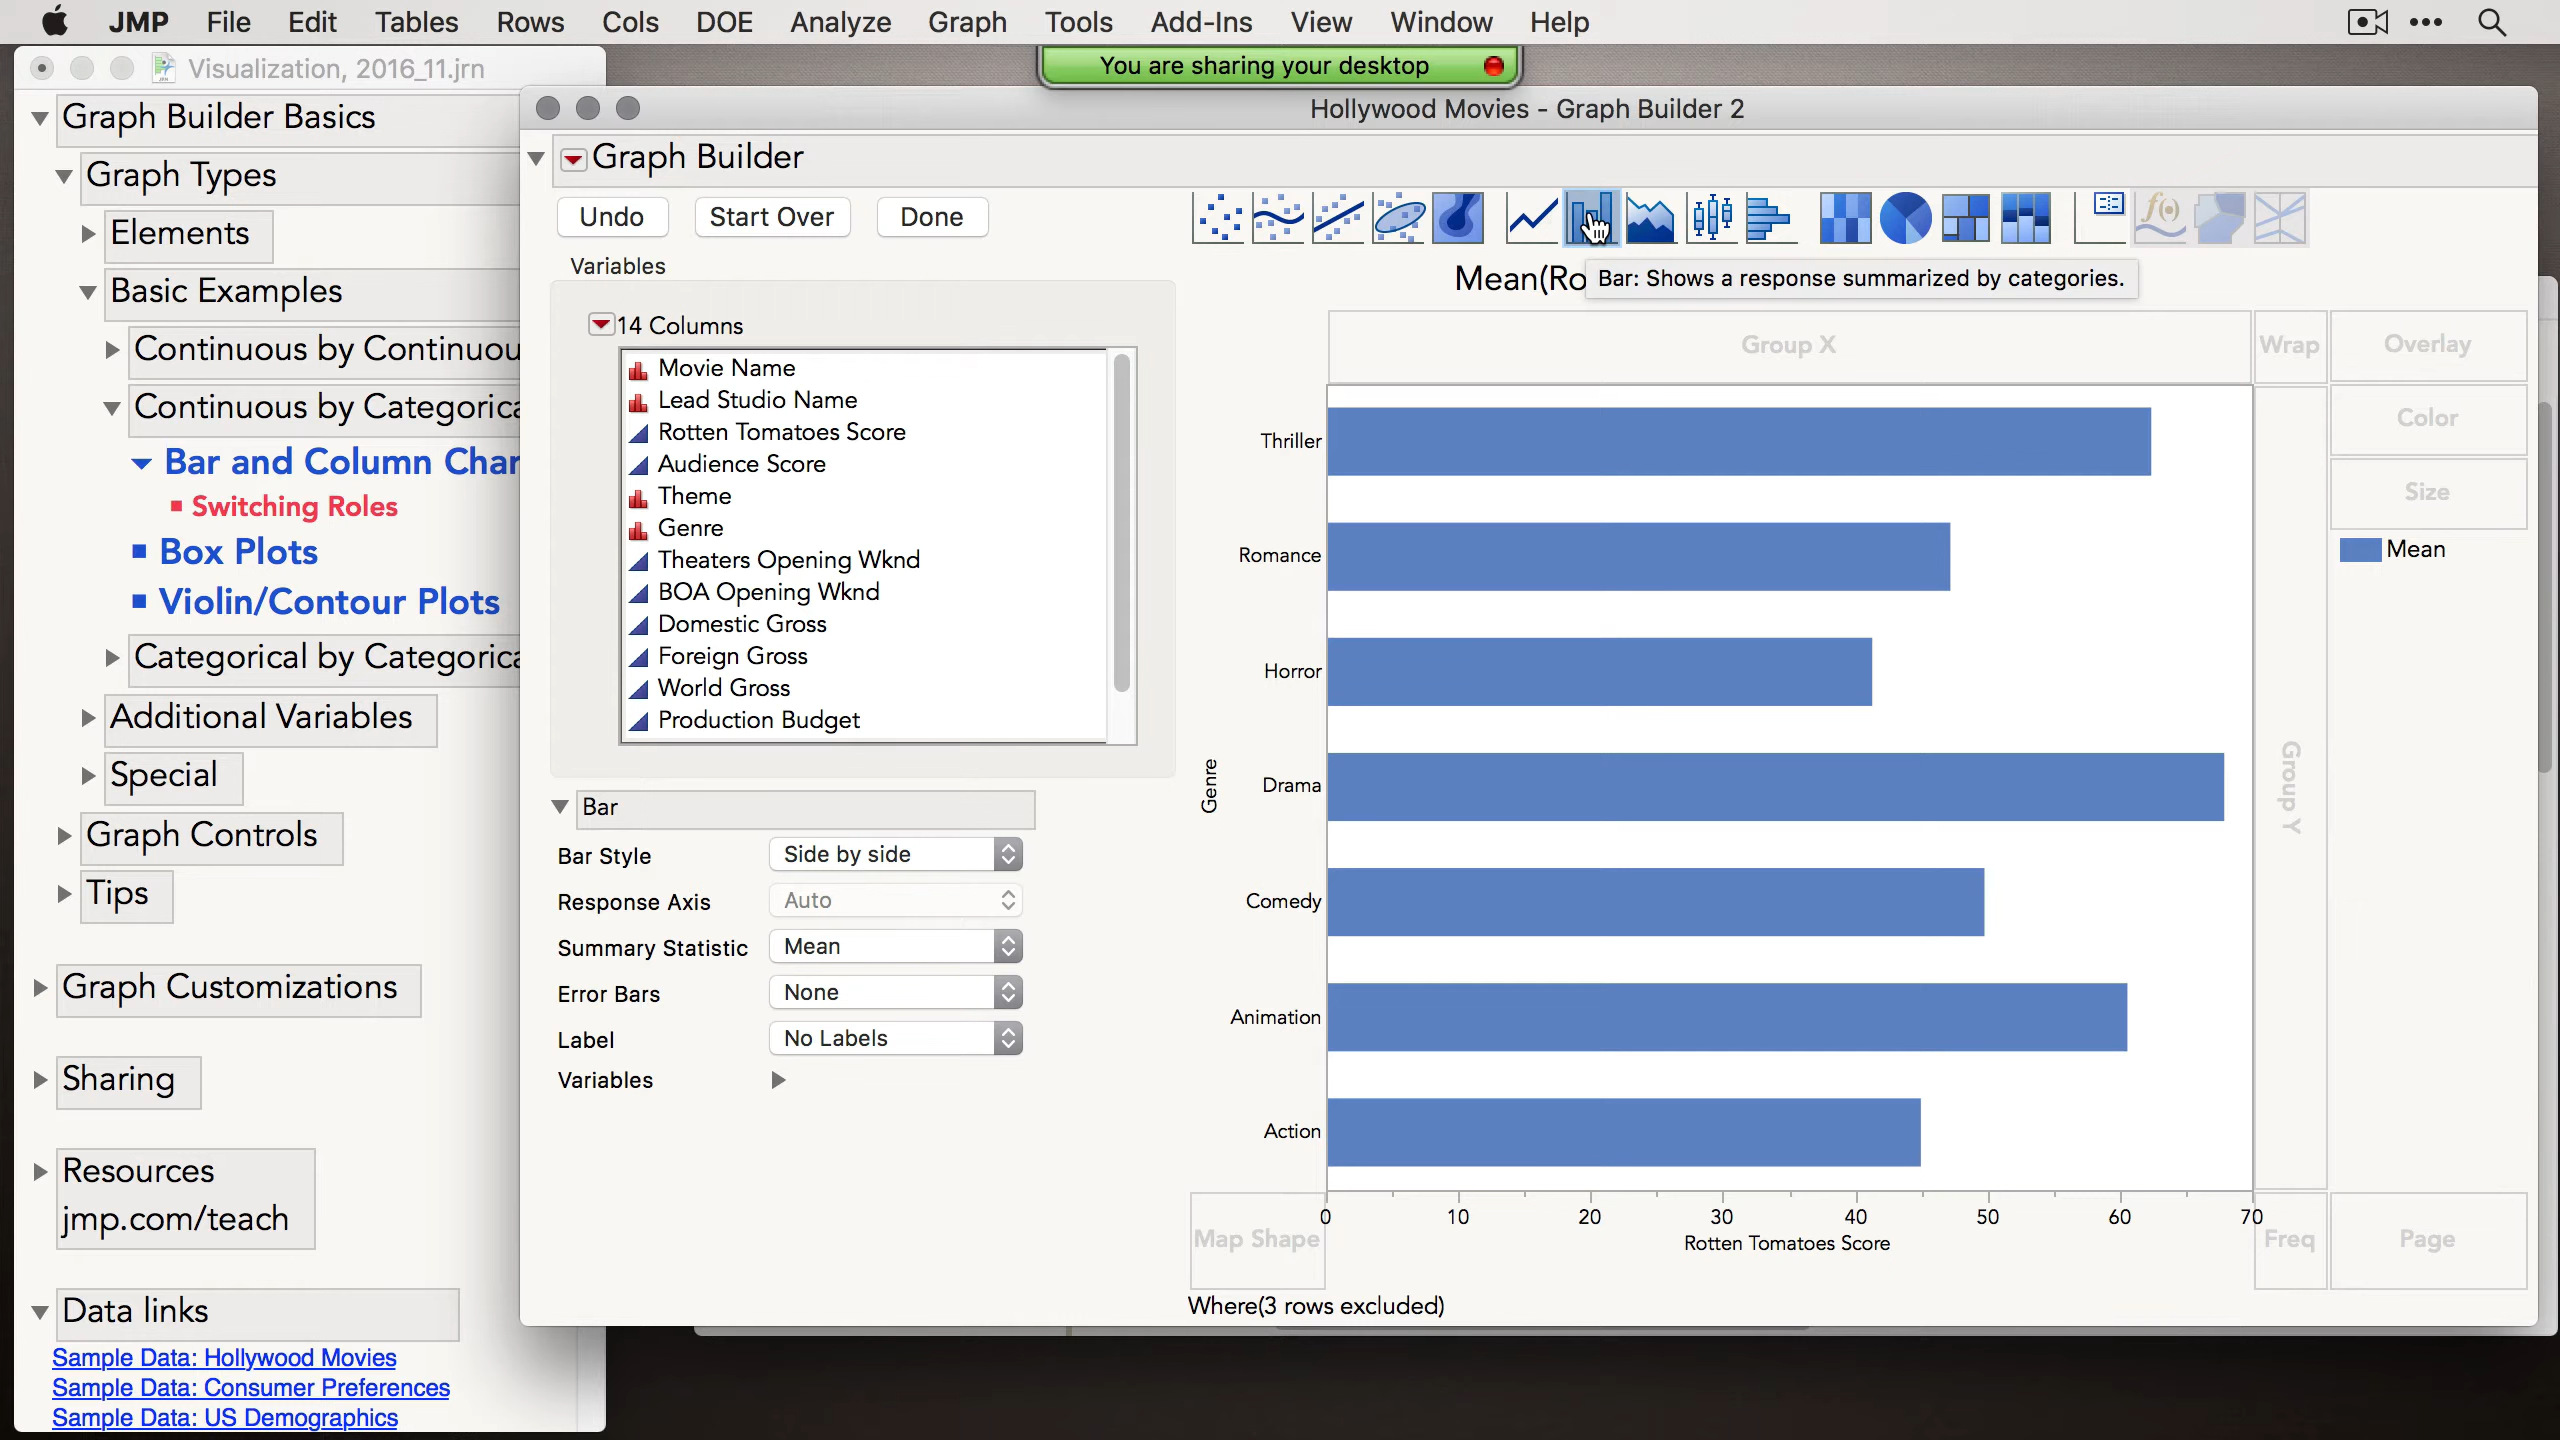 JMP File Edit Tables Rows Cols DOE Analyze Graph Tools Add-Ins View Window Help
You are sharing your desktop
Visualization, 2016_11.jrn
Graph Builder Basics
Graph Types
Elements
Basic Examples
Continuous by Continuou
Continuous by Categorica
Bar and Column Char
Switching Roles
Box Plots
Violin/Contour Plots
Categorical by Categorica
Additional Variables
Special
Graph Controls
Tips
Graph Customizations
Sharing
Resources
jmp.com/teach
Data links
Sample Data: Hollywood Movies
Sample Data: Consumer Preferences
Sample Data: US Demographics
Hollywood Movies - Graph Builder 2
Graph Builder
Undo Start Over Done
Variables
14 Columns
Movie Name
Lead Studio Name
Rotten Tomatoes Score
Audience Score
Theme
Genre
Theaters Opening Wknd
BOA Opening Wknd
Domestic Gross
Foreign Gross
World Gross
Production Budget
Bar
Bar Style Side by side
Response Axis Auto
Summary Statistic Mean
Error Bars None
Label No Labels
Variables
Mean(Ro
Bar: Shows a response summarized by categories.
Group X Wrap Overlay
Color
Size
Mean
Thriller
Romance
Horror
Drama
Comedy
Animation
Action
Genre
Group Y
0 10 20 30 40 50 60 70
Rotten Tomatoes Score
Map Shape Freq Page
Where(3 rows excluded)